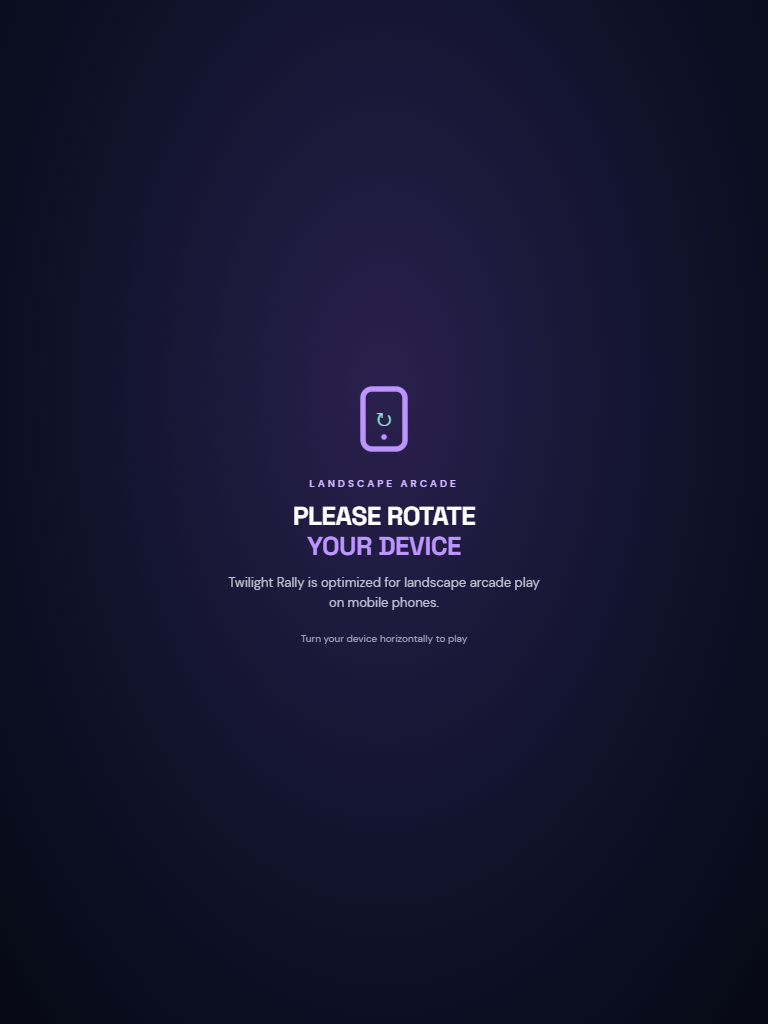 LANDSCAPE ARCADE
PLEASE ROTATE
YOUR DEVICE
Twilight Rally is optimized for landscape arcade play
on mobile phones.
Turn your device horizontally to play